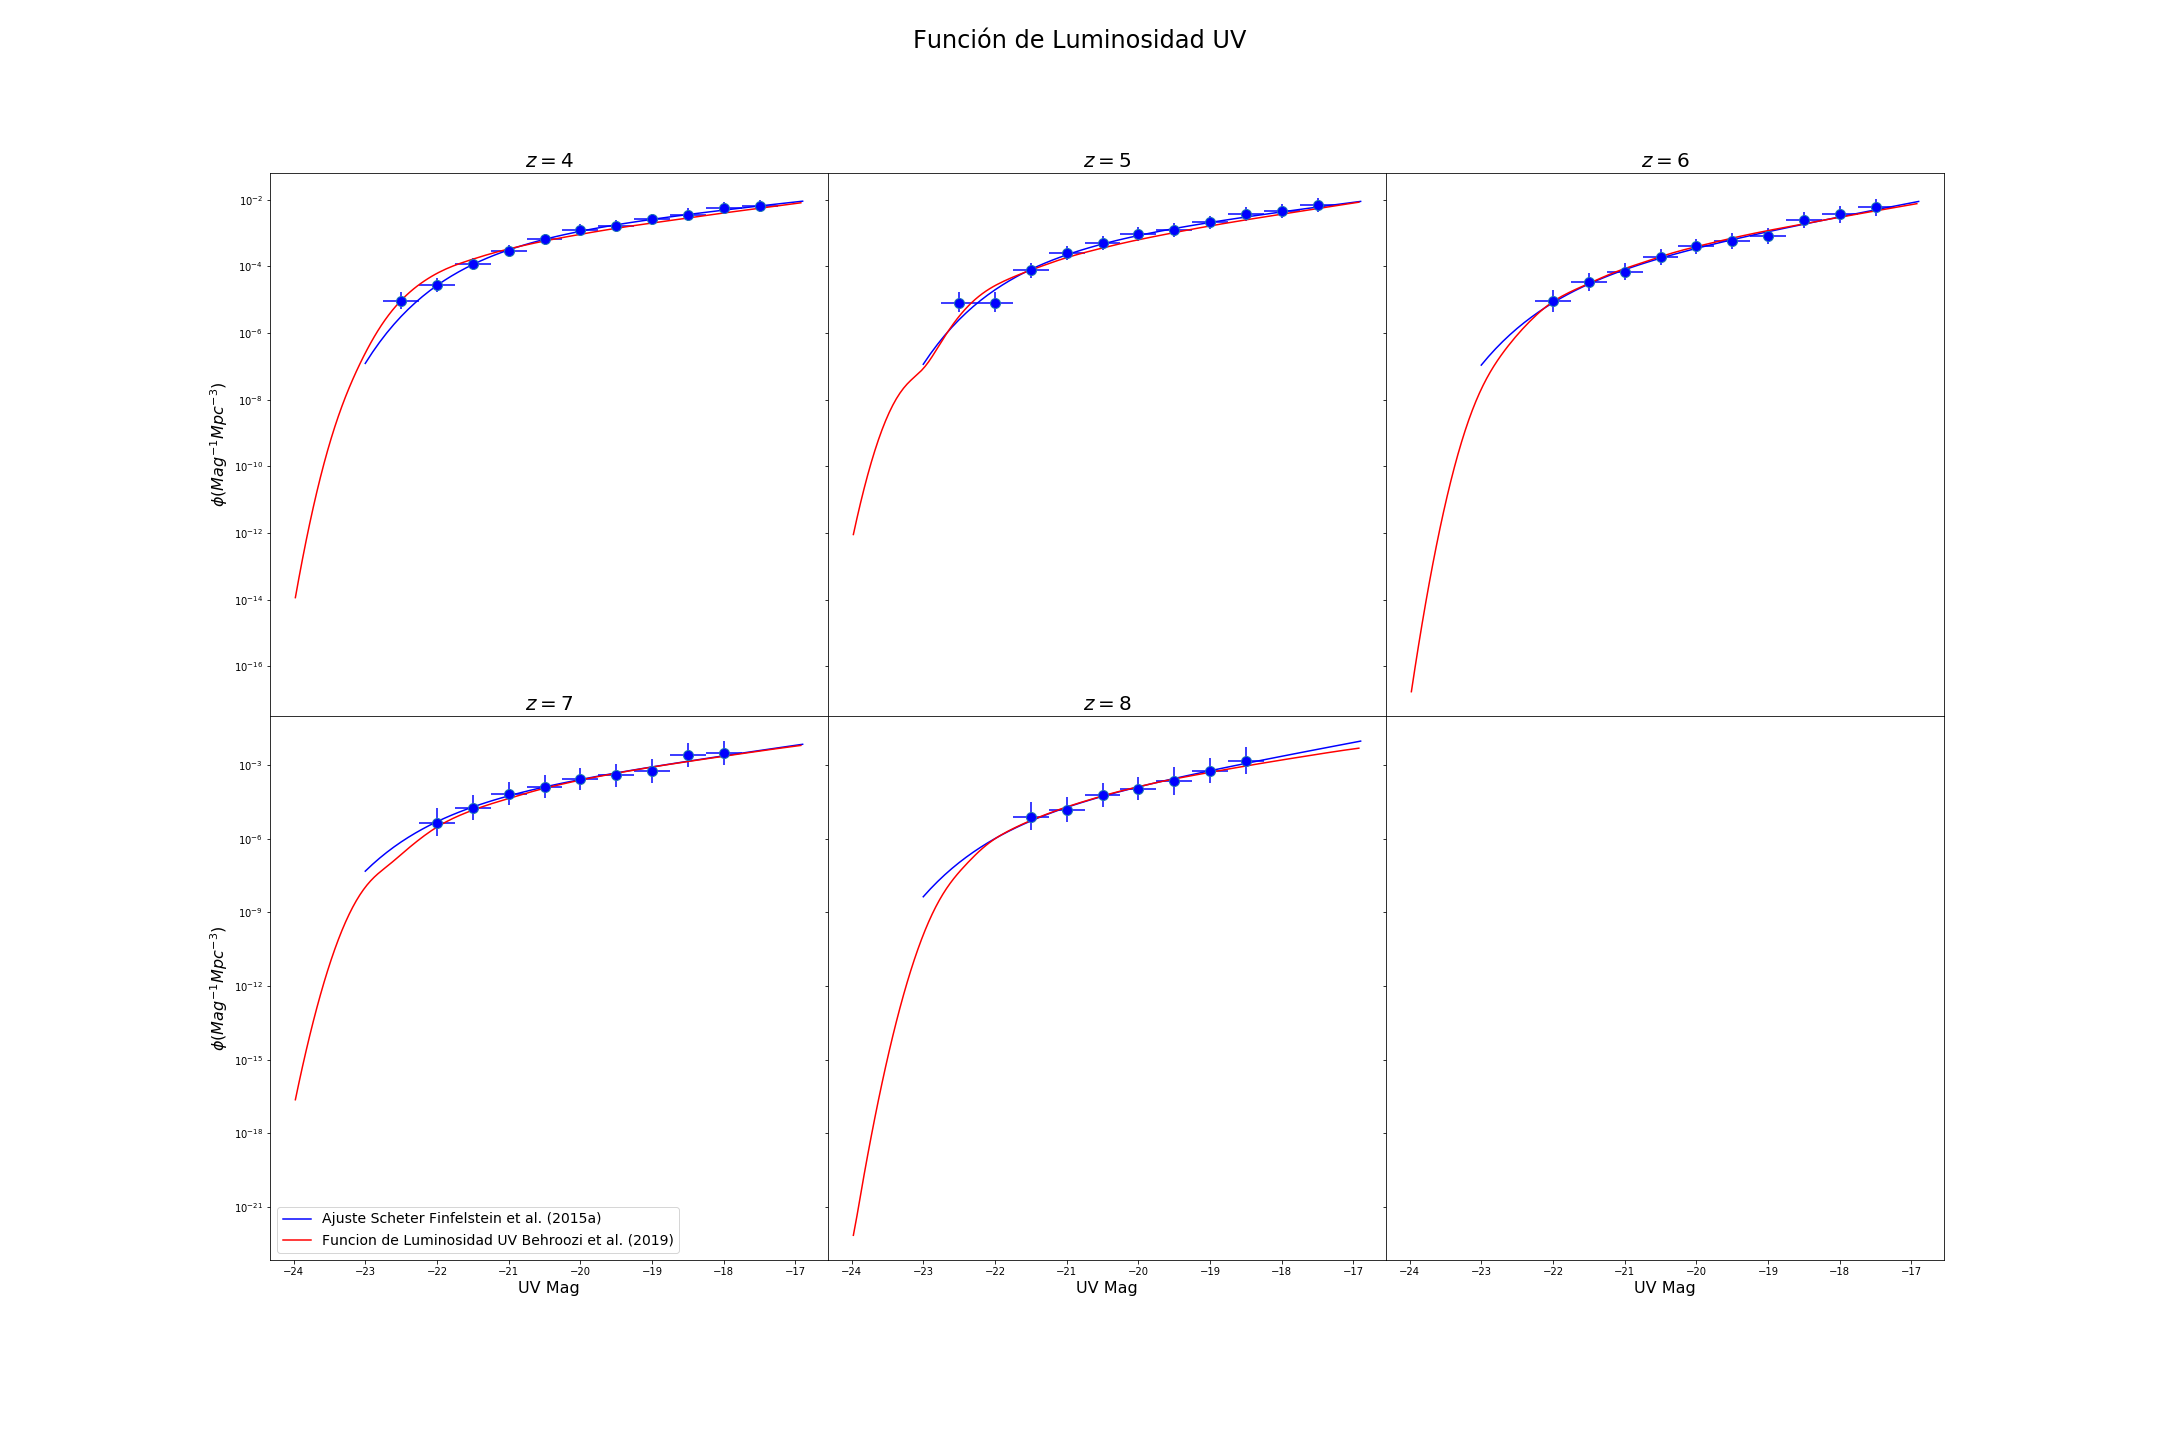 Función de Luminosidad UV
z = 4
z = 5
z = 6
10⁻²
10⁻⁴
10⁻⁶
10⁻⁸
10⁻¹⁰
10⁻¹²
10⁻¹⁴
10⁻¹⁶
ϕ(Mag⁻¹Mpc⁻³)
z = 7
z = 8
10⁻³
10⁻⁶
10⁻⁹
10⁻¹²
10⁻¹⁵
10⁻¹⁸
10⁻²¹
ϕ(Mag⁻¹Mpc⁻³)
Ajuste Scheter Finfelstein et al. (2015a)
Funcion de Luminosidad UV Behroozi et al. (2019)
−24 −23 −22 −21 −20 −19 −18 −17
−24 −23 −22 −21 −20 −19 −18 −17
−24 −23 −22 −21 −20 −19 −18 −17
UV Mag
UV Mag
UV Mag